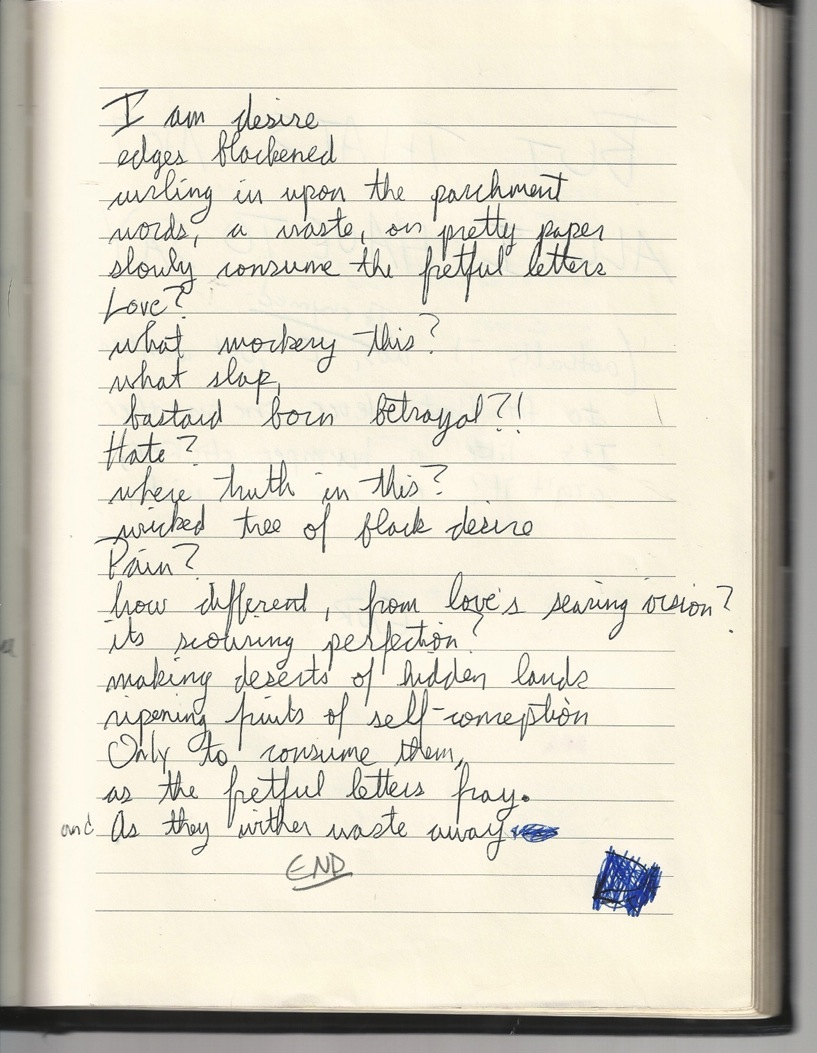 I am desire
edges blackened
curling in upon the parchment
words, a waste, on pretty paper
slowly consume the fretful letters
Love?
what mockery this?
what slap,
bastard born betrayal?!
Hate?
where truth in this?
wicked tree of black desire
Pain?
how different, from love's searing vision?
its scouring perfection?
making deserts of hidden lands
ripening fruits of self-conception
Only to consume them,
as the fretful letters fray.
and As they wither waste away
END